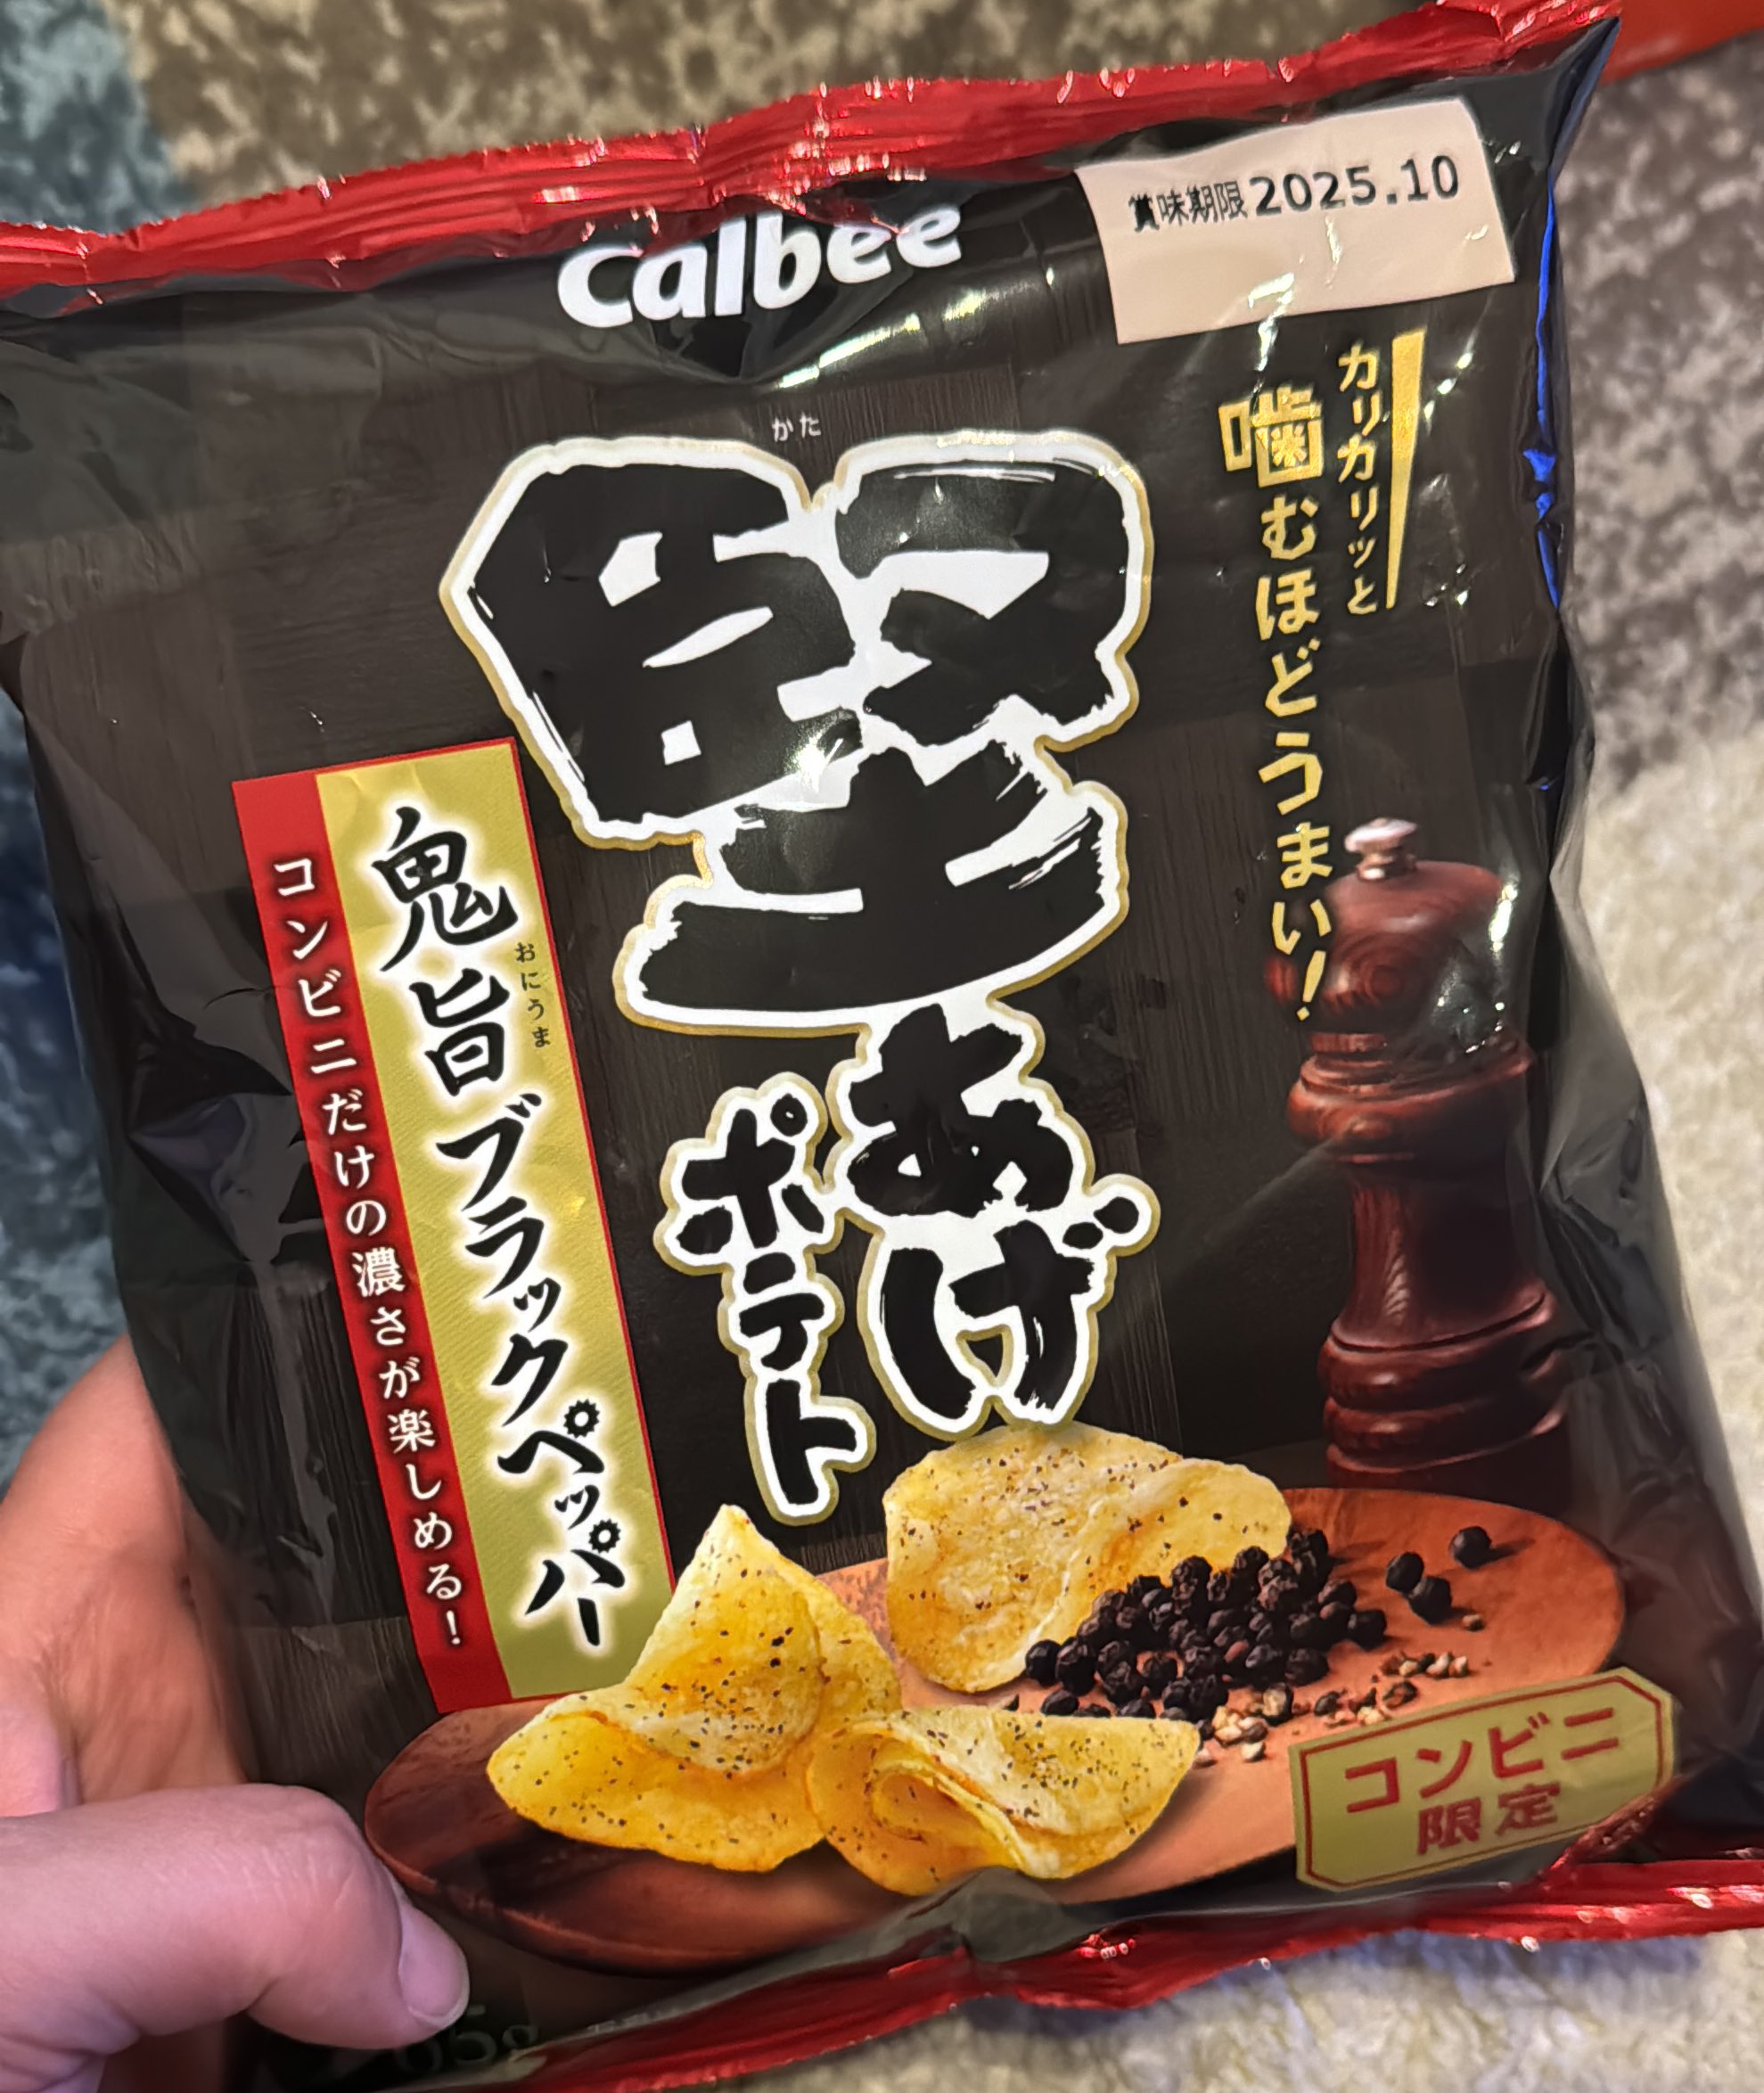 Calbee
賞味期限2025.10
カリカリッと
噛むほどうまい!
かた
堅あげ
ポテト
おにうま
鬼旨ブラックペッパー
コンビニだけの濃さが楽しめる!
コンビニ
限定
65g